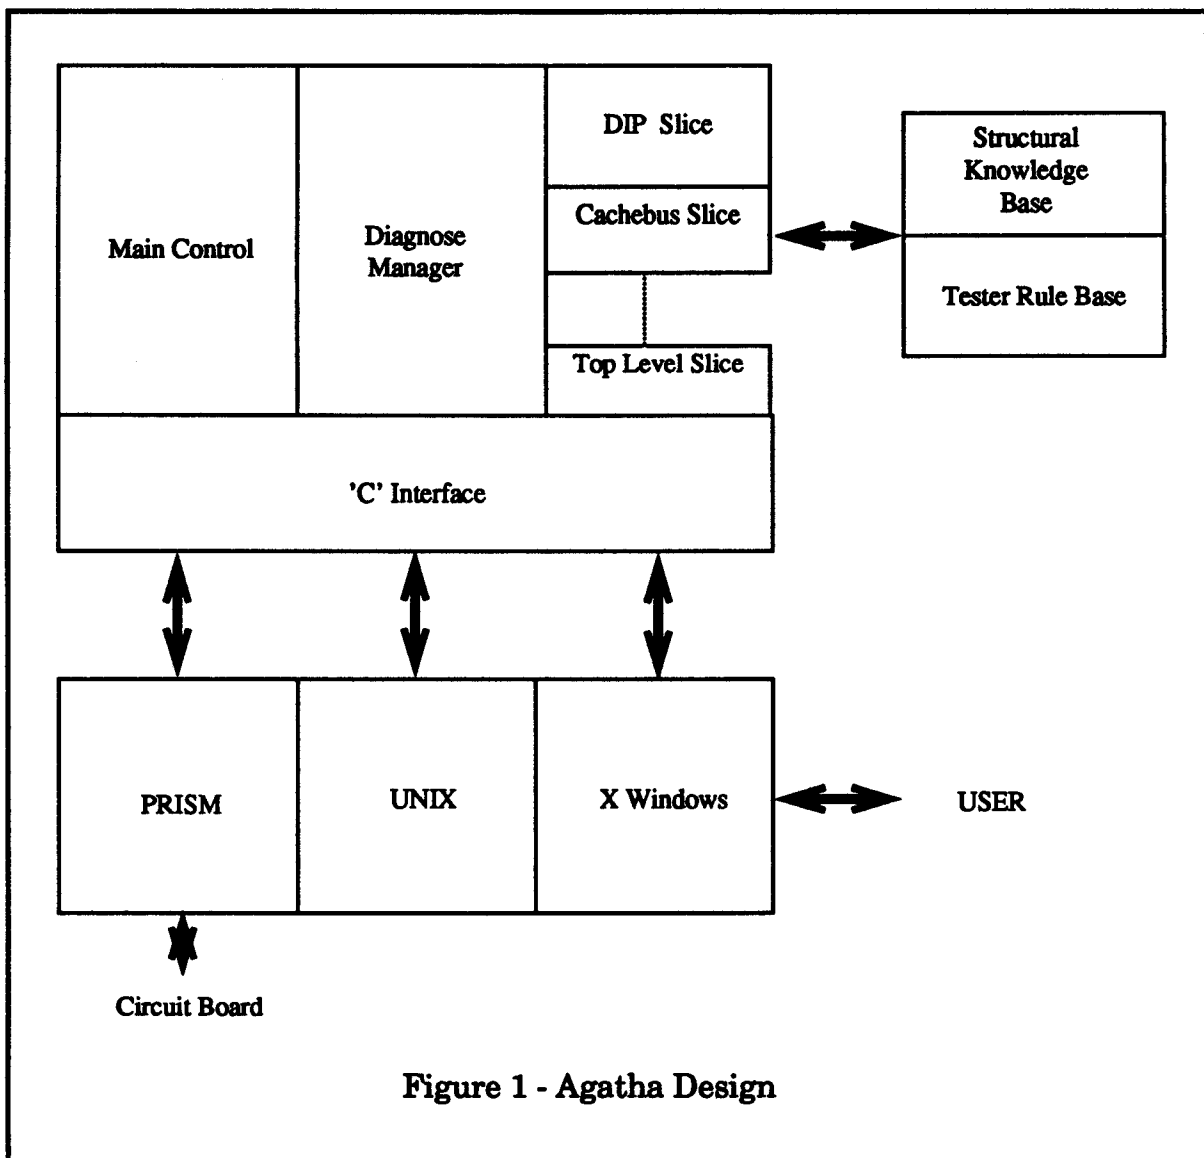 DIP Slice
Structural
Knowledge
Base
Cachebus Slice
Main Control
Diagnose
Manager
Tester Rule Base
Top Level Slice
'C' Interface
PRISM
UNIX
X Windows
USER
Circuit Board
Figure 1 - Agatha Design